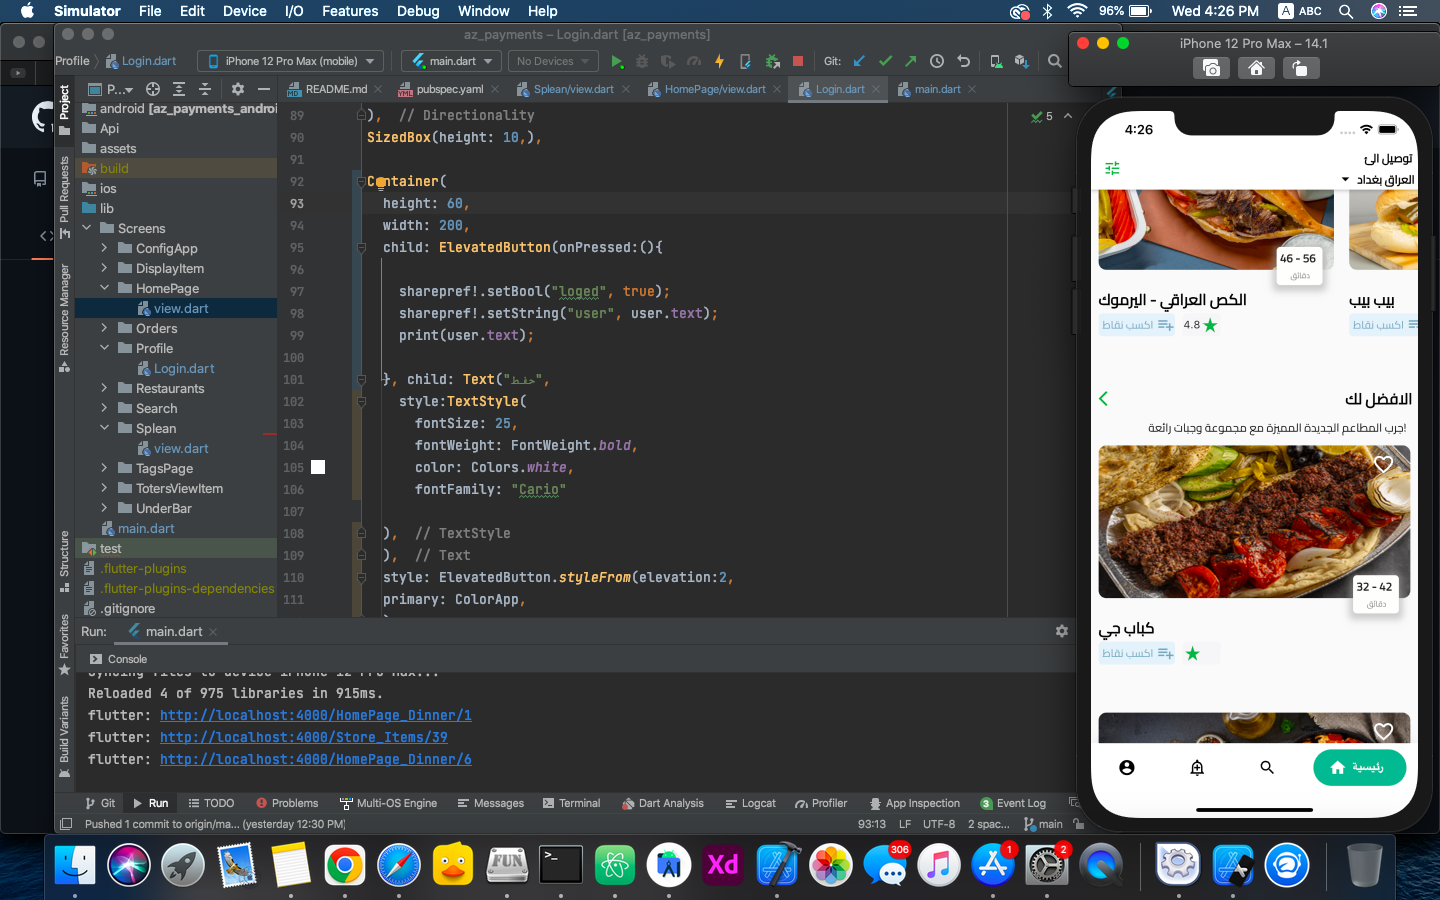 Simulator File Edit Device I/O Features Debug Window Help
96% Wed 4:26 PM A ABC
az_payments – Login.dart [az_payments]
Profile Login.dart iPhone 12 Pro Max (mobile) main.dart No Devices Git:
P... README.md pubspec.yaml Splean/view.dart HomePage/view.dart Login.dart main.dart
Project
Pull Requests
Resource Manager
Structure
Favorites
Build Variants
android [az_payments_android]
Api
assets
build
ios
lib
Screens
ConfigApp
DisplayItem
HomePage
view.dart
Orders
Profile
Login.dart
Restaurants
Search
Splean
view.dart
TagsPage
TotersViewItem
UnderBar
main.dart
test
.flutter-plugins
.flutter-plugins-dependencies
.gitignore
5
89 ), // Directionality
90 SizedBox(height: 10,),
91
92 Container(
93 height: 60,
94 width: 200,
95 child: ElevatedButton(onPressed:(){
96
97 sharepref!.setBool("loged", true);
98 sharepref!.setString("user", user.text);
99 print(user.text);
100
101 }, child: Text("حفظ",
102 style:TextStyle(
103 fontSize: 25,
104 fontWeight: FontWeight.bold,
105 color: Colors.white,
106 fontFamily: "Cario"
107
108 ), // TextStyle
109 ), // Text
110 style: ElevatedButton.styleFrom(elevation:2,
111 primary: ColorApp,
Run: main.dart
Console
Syncing files to device iPhone 12 Pro Max...
Reloaded 4 of 975 libraries in 915ms.
flutter: http://localhost:4000/HomePage_Dinner/1
flutter: http://localhost:4000/Store_Items/39
flutter: http://localhost:4000/HomePage_Dinner/6
Git Run TODO Problems Multi-OS Engine Messages Terminal Dart Analysis Logcat Profiler App Inspection 3 Event Log
Pushed 1 commit to origin/ma... (yesterday 12:30 PM) 93:13 LF UTF-8 2 spac... main
iPhone 12 Pro Max – 14.1
4:26
توصيل الئ
العراق بغداد
46 - 56
دقائق
الكص العراقي - اليرموك
بيب بيب
اكسب نقاط
4.8
اكسب نقاط
الافضل لك
جرب المطاعم الجديدة المميزة مع مجموعة وجبات رائعة!
32 - 42
دقائق
كباب جي
اكسب نقاط
رئيسية
FUN
>_
Xd
306
1
2